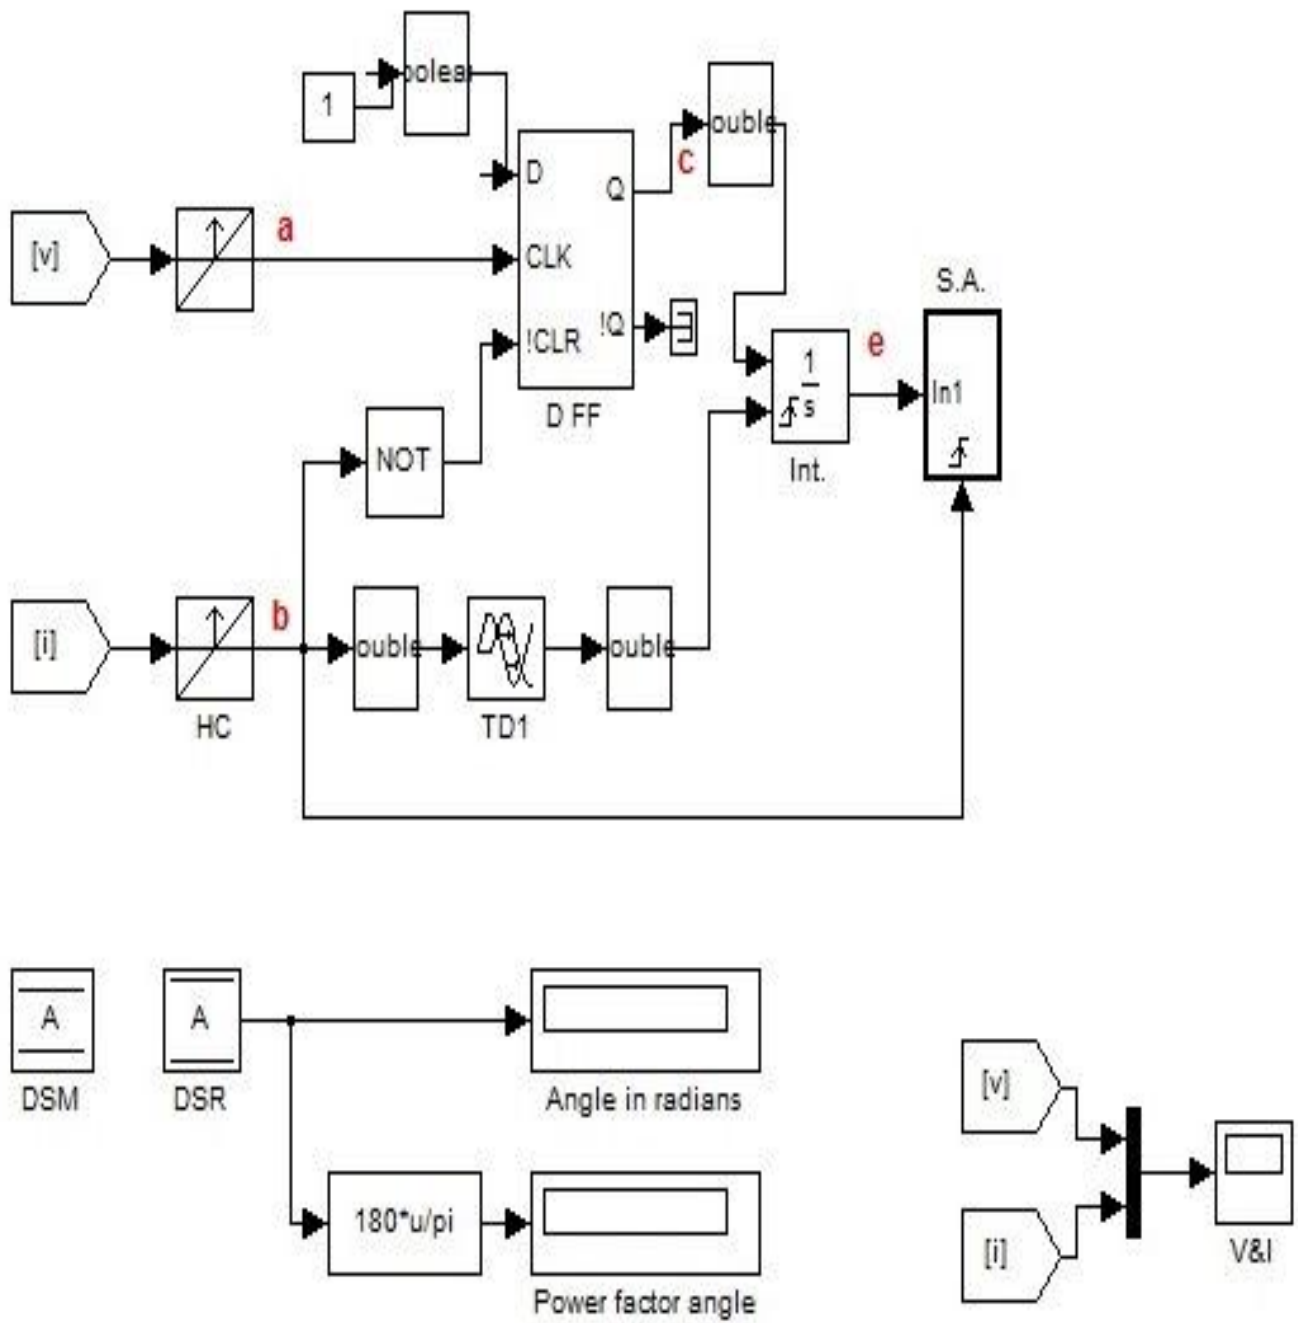 oolear
1
ouble
D
Q
c
a
[v]
CLK
S.A.
!Q
!CLR
e
1
s
In1
D FF
NOT
Int.
b
[i]
ouble
ouble
HC
TD1
A
A
DSM
DSR
Angle in radians
[v]
180*u/pi
[i]
V&I
Power factor angle